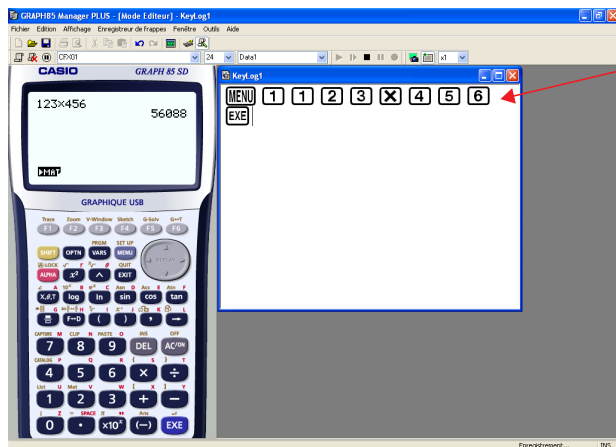 GRAPH85 Manager PLUS - [Mode Editeur] - KeyLog1
Fichier Edition Affichage Enregistreur de frappes Fenêtre Outils Aide
CFX01 24 Data1 x1
CASIO GRAPH 85 SD
123×456
56088
▶MAT
GRAPHIQUE USB
Trace Zoom V-Window Sketch G-Solv G↔T
F1 F2 F3 F4 F5 F6
PRGM SET UP
SHIFT OPTN VARS MENU
REPLAY
A-LOCK QUIT
ALPHA x² ^ EXIT
X,θ,T log ln sin cos tan
F↔D ( ) , →
CAPTURE M CLIP N PASTE O INS OFF
7 8 9 DEL AC/ON
CATALOG P Q R { S } T
4 5 6 × ÷
List U Mat V W [ X ] Y
1 2 3 + −
i Z = SPACE π " Ans
0 . ×10ˣ (−) EXE
KeyLog1
MENU 1 1 2 3 × 4 5 6
EXE
Enregistrement... INS